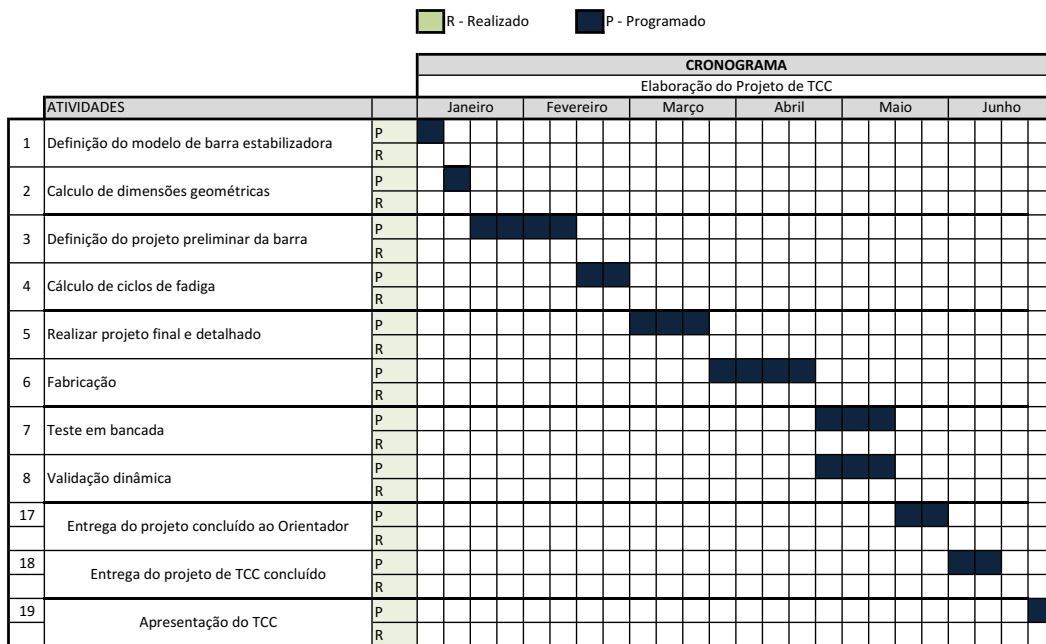 R - Realizado P - Programado
CRONOGRAMA
Elaboração do Projeto de TCC
ATIVIDADES Janeiro Fevereiro Março Abril Maio Junho
1 Definição do modelo de barra estabilizadora P
R
2 Calculo de dimensões geométricas P
R
3 Definição do projeto preliminar da barra P
R
4 Cálculo de ciclos de fadiga P
R
5 Realizar projeto final e detalhado P
R
6 Fabricação P
R
7 Teste em bancada P
R
8 Validação dinâmica P
R
17 Entrega do projeto concluído ao Orientador P
R
18 Entrega do projeto de TCC concluído P
R
19 Apresentação do TCC P
R